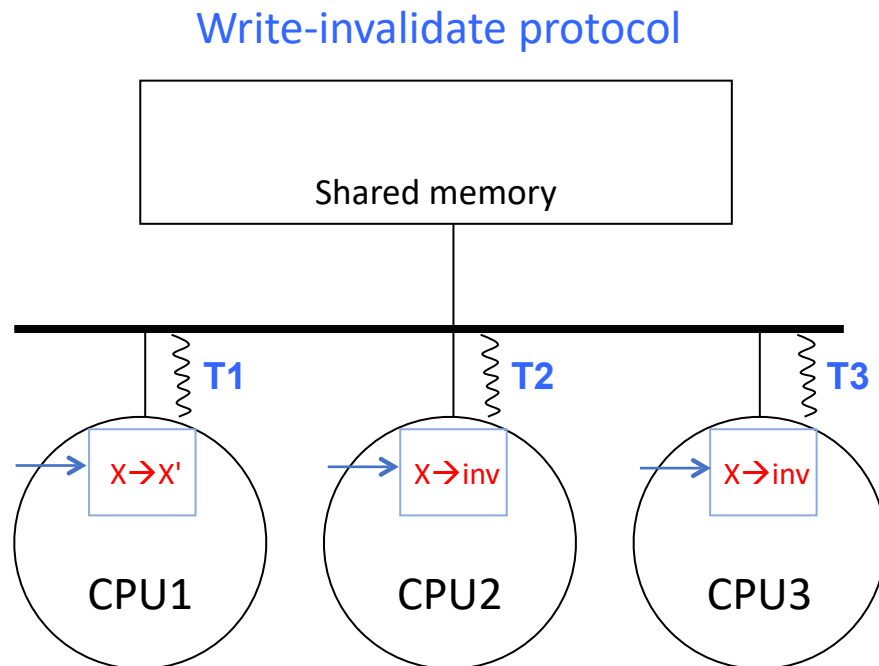 Write-invalidate protocol
Shared memory
T1
T2
T3
X→X'
X→inv
X→inv
CPU1
CPU2
CPU3